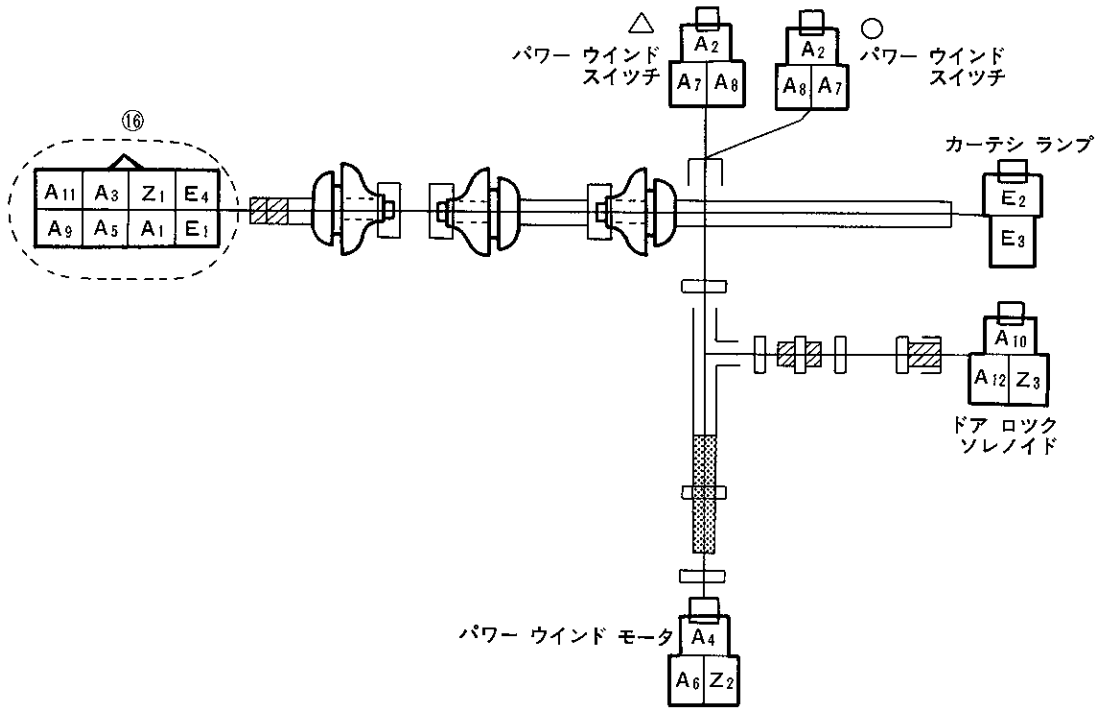 △
パワー ウインド
スイツチ
A2
A7 A8
A2
A8 A7
○
パワー ウインド
スイツチ
⑯
A11 A3 Z1 E4
A9 A5 A1 E1
カーテシ ランプ
E2
E3
A10
A12 Z3
ドア ロツク
ソレノイド
パワー ウインド モータ
A4
A6 Z2